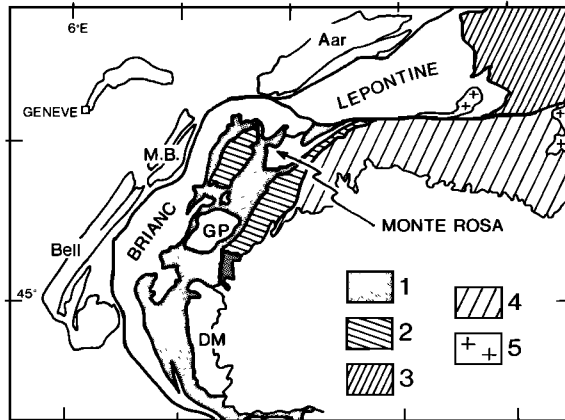 6°E
Aar
LEPONTINE
GENEVE
M.B.
MONTE ROSA
BRIANC
GP
Bell
45°
DM
1
2
3
4
5